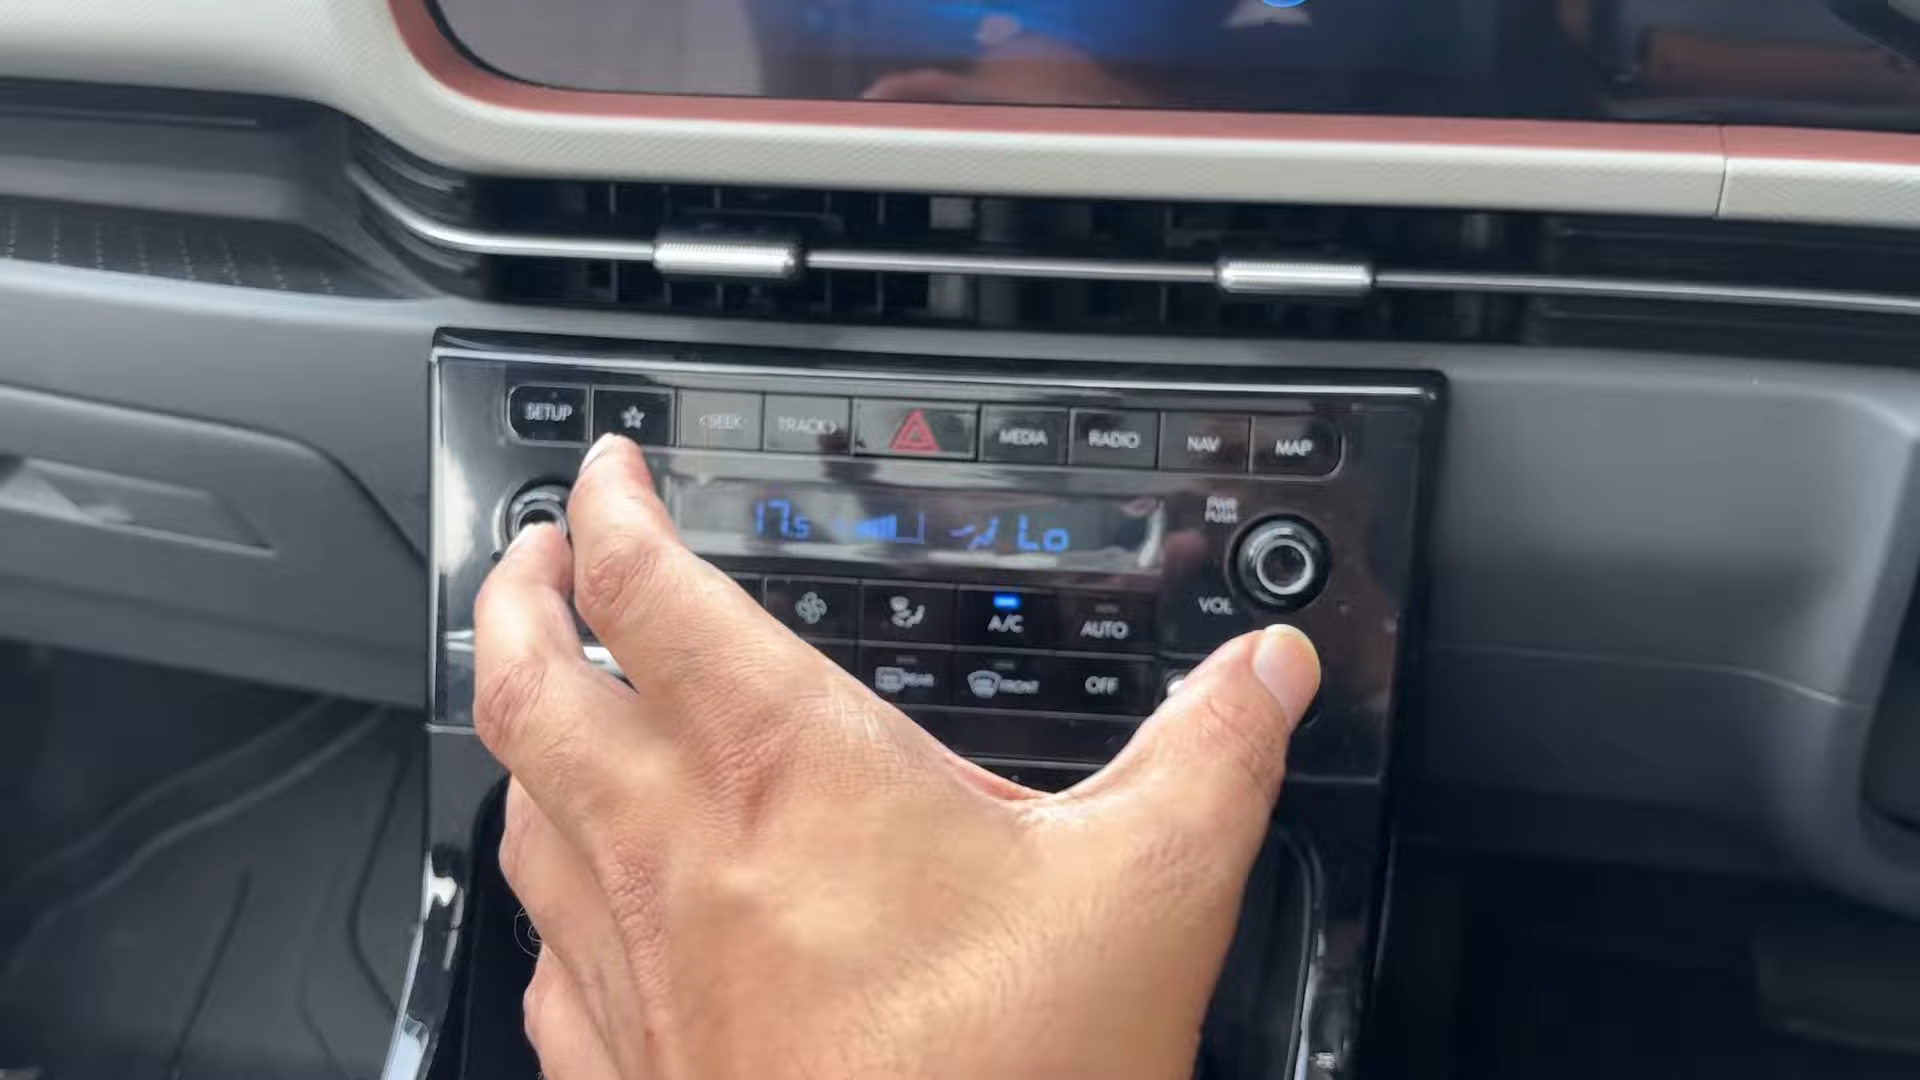 SETUP ☆ <SEEK TRACK> MEDIA RADIO NAV MAP
17.5 Lo
PWR
PUSH
VOL
A/C AUTO
REAR FRONT OFF